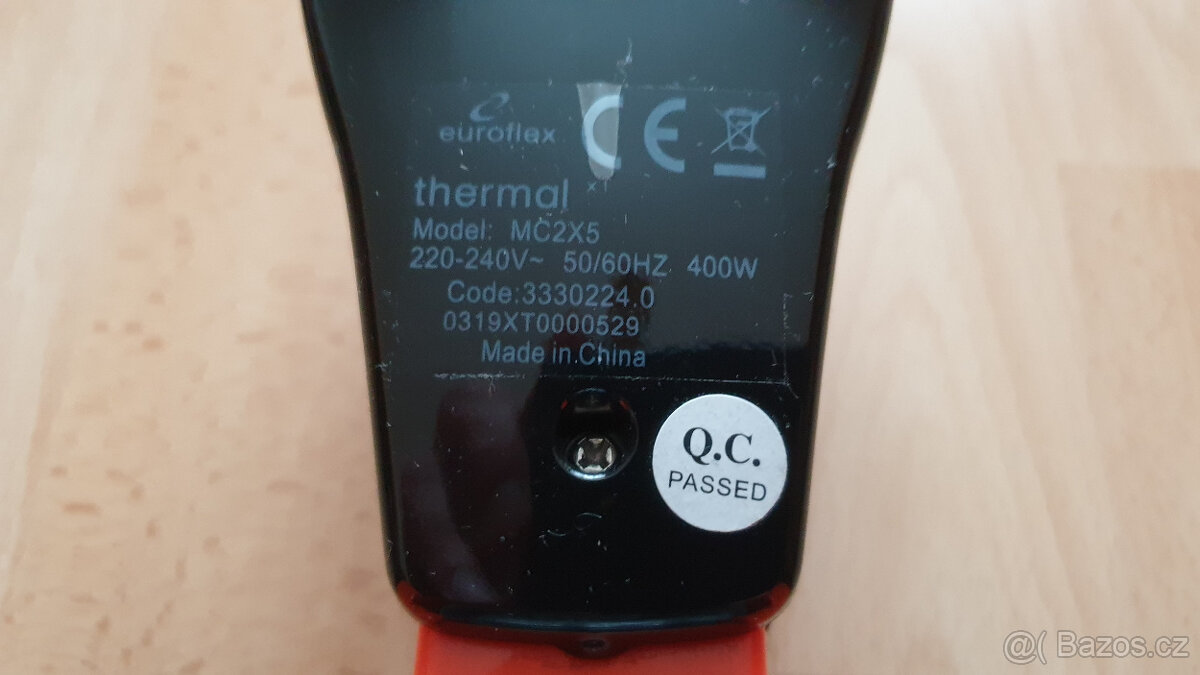 euroflex CE
thermal
Model: MC2X5
220-240V~ 50/60HZ 400W
Code:3330224.0
0319XT0000529
Made in China
Q.C.
PASSED
@( Bazos.cz